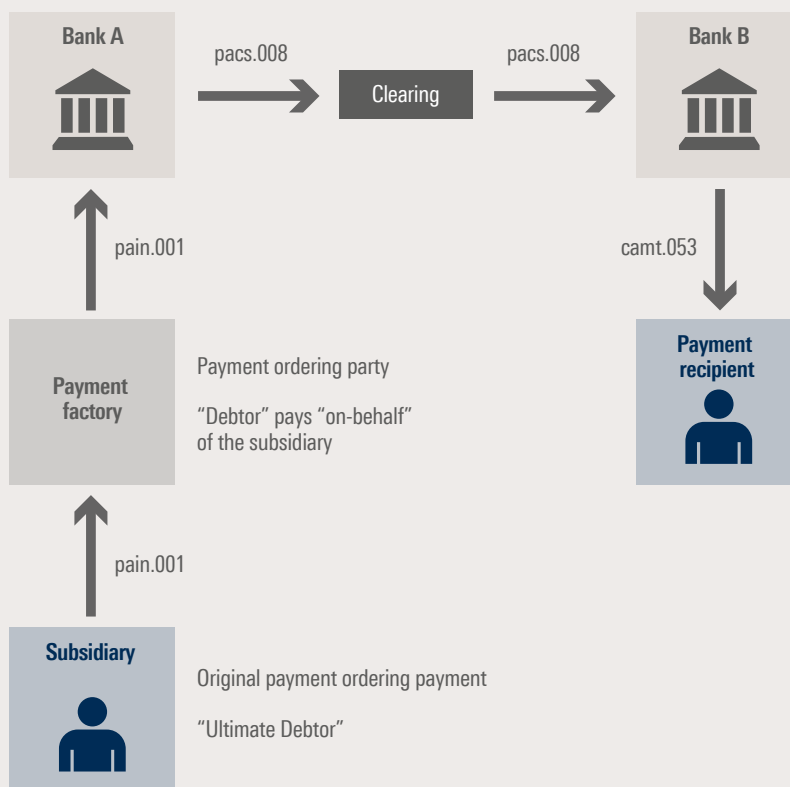 Bank A
pacs.008
Clearing
pacs.008
Bank B
pain.001
camt.053
Payment
factory
Payment ordering party
“Debtor” pays “on-behalf”
of the subsidiary
Payment
recipient
pain.001
Subsidiary
Original payment ordering payment
“Ultimate Debtor”